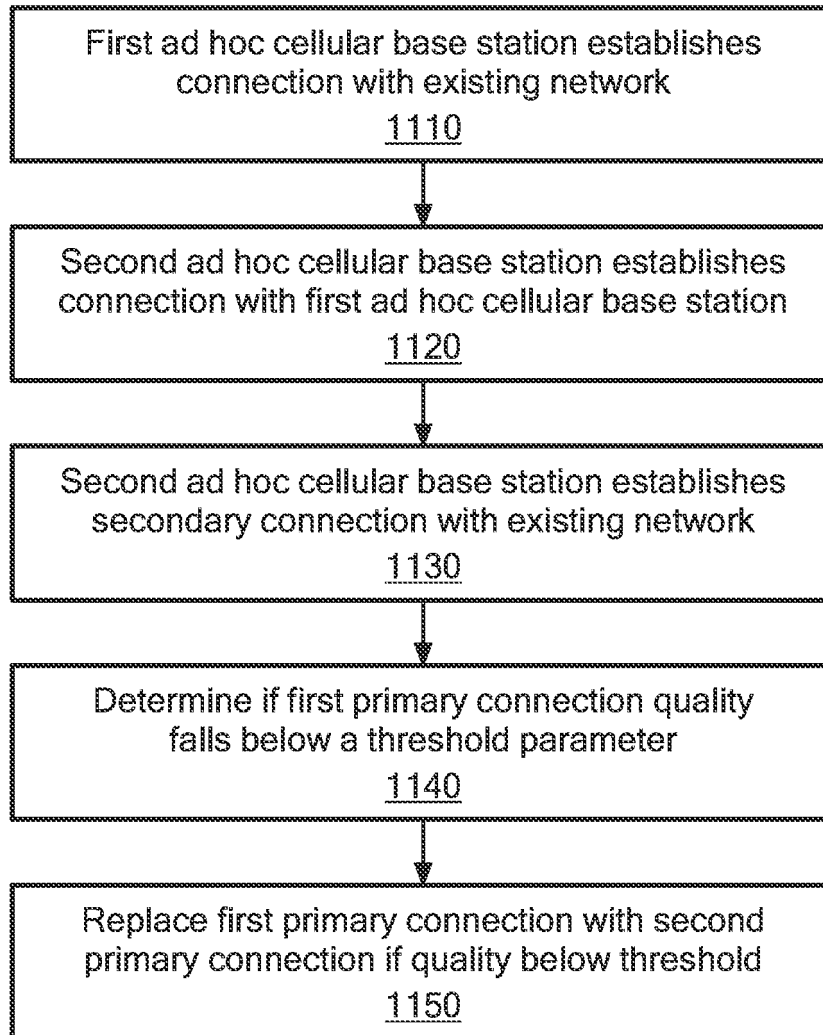 First ad hoc cellular base station establishes
connection with existing network
1110
Second ad hoc cellular base station establishes
connection with first ad hoc cellular base station
1120
Second ad hoc cellular base station establishes
secondary connection with existing network
1130
Determine if first primary connection quality
falls below a threshold parameter
1140
Replace first primary connection with second
primary connection if quality below threshold
1150